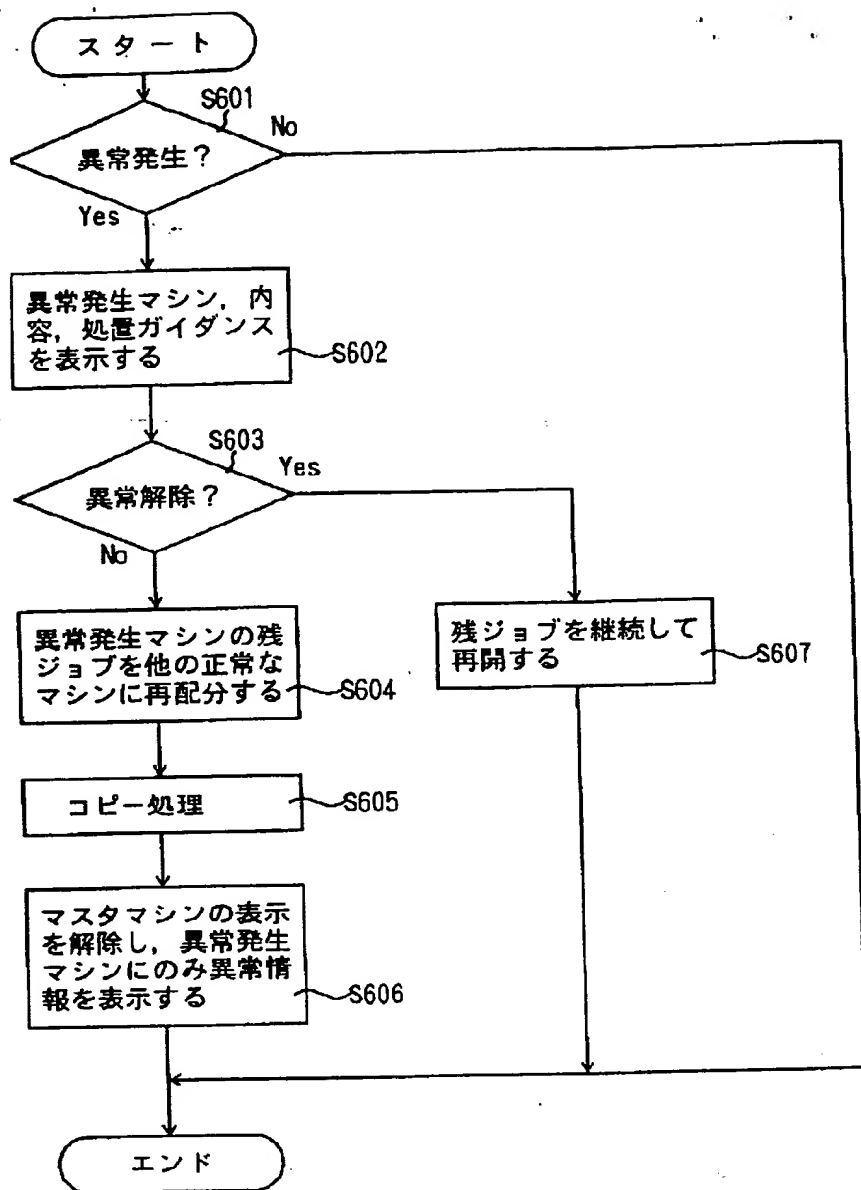 スタート
S601
No
異常発生？
Yes
異常発生マシン，内
容，処置ガイダンス
を表示する
S602
S603
Yes
異常解除？
No
異常発生マシンの残
ジョブを他の正常な
マシンに再配分する
S604
残ジョブを継続して
再開する
S607
コピー処理
S605
マスタマシンの表示
を解除し，異常発生
マシンにのみ異常情
報を表示する
S606
エンド